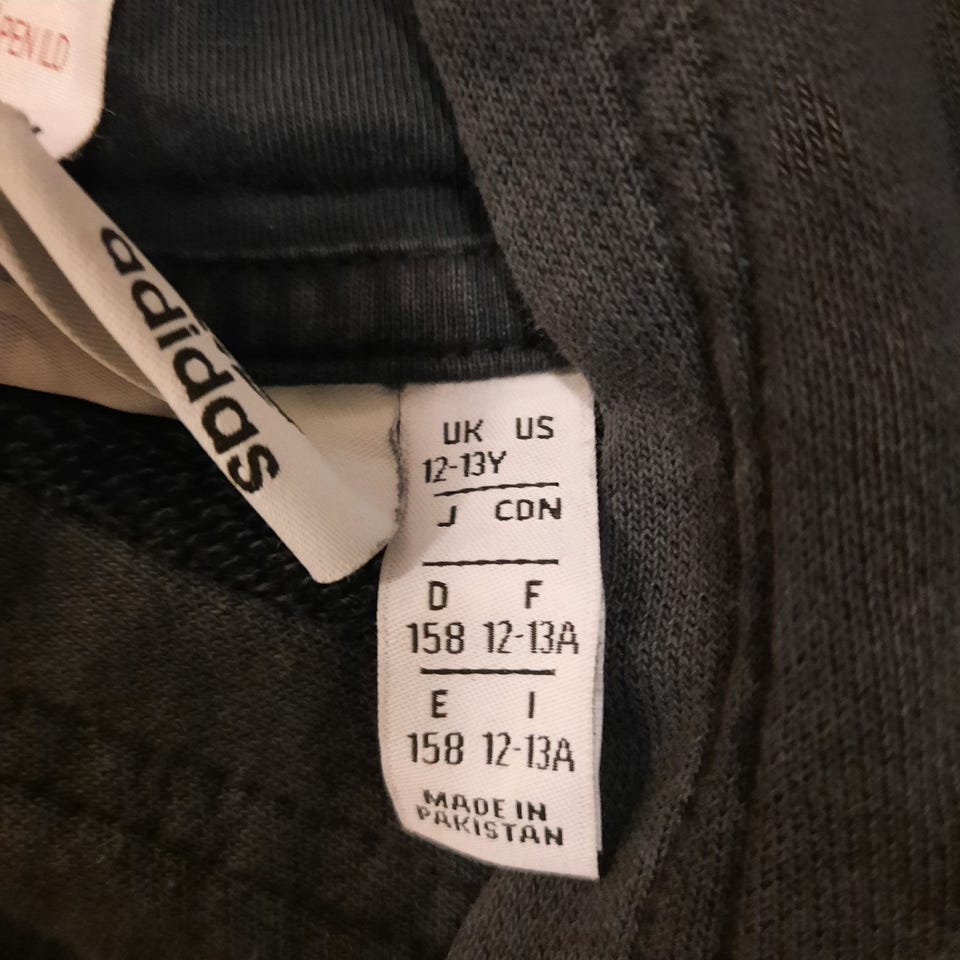 adidas
UK US
12-13Y
J CDN
D F
158 12-13A
E I
158 12-13A
MADE IN
PAKISTAN